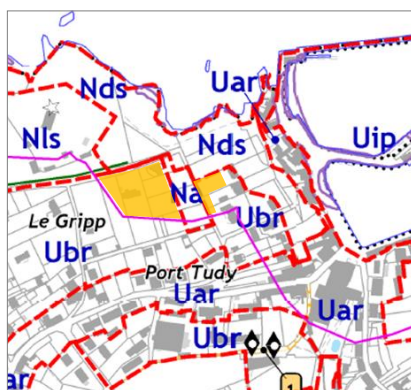 Nds
Uar
Nls
Nds
Uip
Na
Le Gripp
Ubr
Ubr
Port Tudy
Uar
Uar
Ubr
1
ar